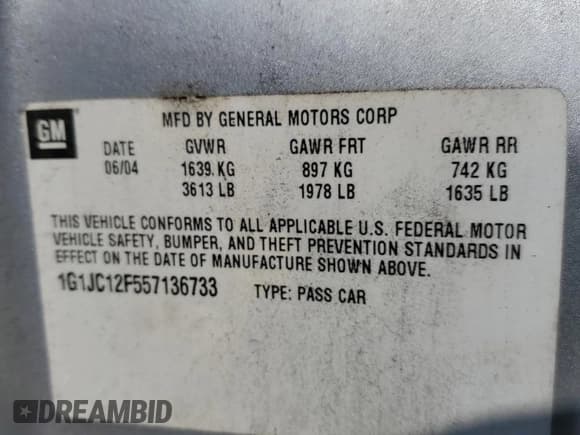 GM
MFD BY GENERAL MOTORS CORP
DATE GVWR GAWR FRT GAWR RR
06/04 1639 KG 897 KG 742 KG
3613 LB 1978 LB 1635 LB
THIS VEHICLE CONFORMS TO ALL APPLICABLE U.S. FEDERAL MOTOR
VEHICLE SAFETY, BUMPER, AND THEFT PREVENTION STANDARDS IN
EFFECT ON THE DATE OF MANUFACTURE SHOWN ABOVE.
1G1JC12F557136733 TYPE: PASS CAR
DREAMBID